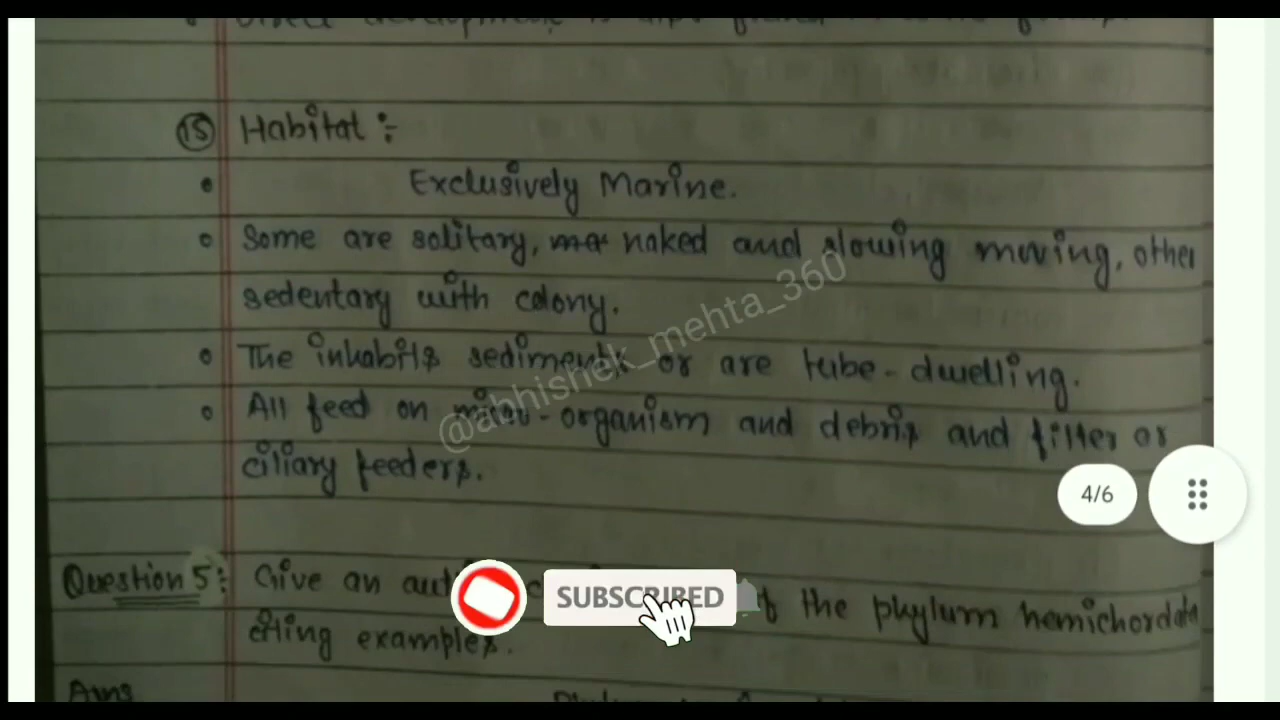 ⑮ Habitat :-
• Exclusively Marine.
• Some are solitary, naked and slowing moving, other
sedentary with colony.
• The inhabits sediments or are tube-dwelling.
• All feed on micro-organism and debris and filter or
ciliary feeders.
@abhishek_mehta_360
4/6
Question 5: Give an of the phylum hemichordata
SUBSCRIBED
citing examples.
Ans